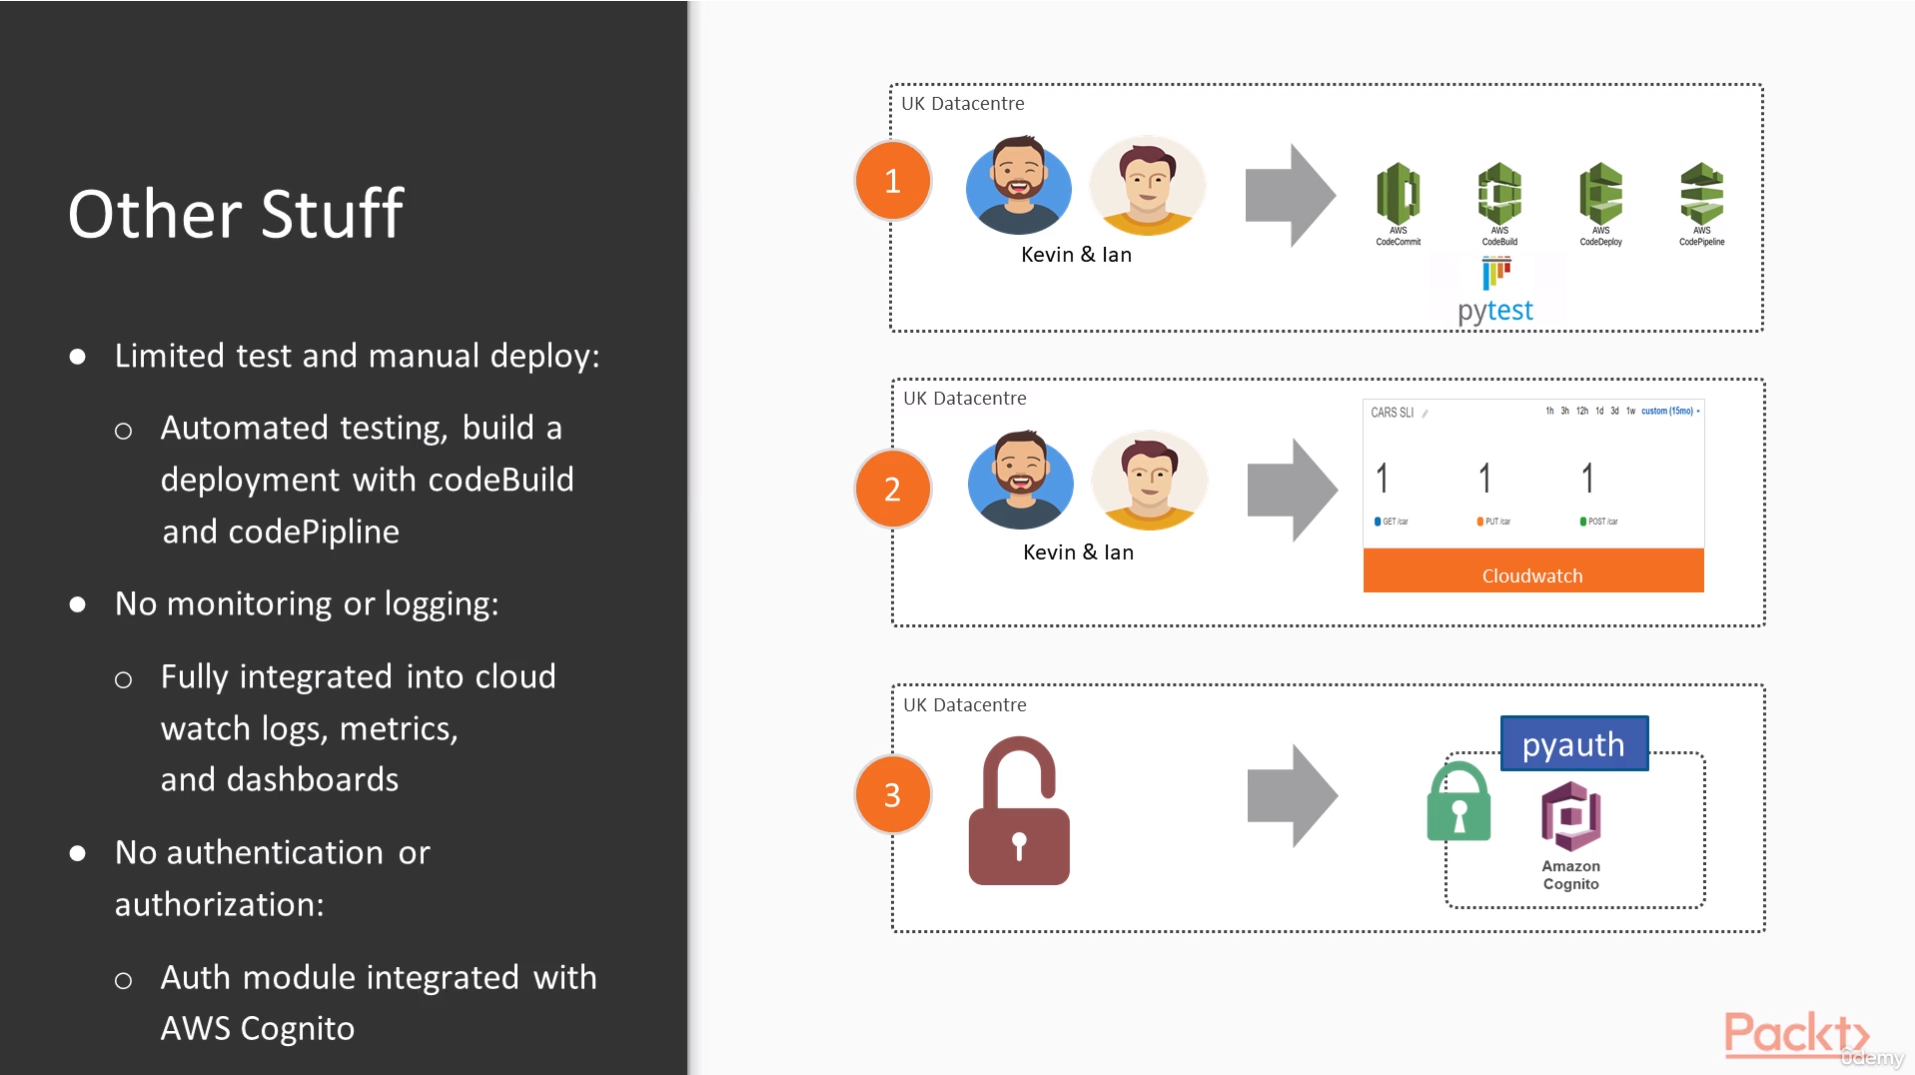 Other Stuff
● Limited test and manual deploy:
○ Automated testing, build a
deployment with codeBuild
and codePipline
● No monitoring or logging:
○ Fully integrated into cloud
watch logs, metrics,
and dashboards
● No authentication or
authorization:
○ Auth module integrated with
AWS Cognito
UK Datacentre
1
Kevin & Ian
AWS CodeCommit
AWS CodeBuild
AWS CodeDeploy
AWS CodePipeline
pytest
UK Datacentre
2
Kevin & Ian
CARS SLI 1h 3h 12h 1d 3d 1w custom (15mo)
1 1 1
GET /car PUT /car POST /car
Cloudwatch
UK Datacentre
3
pyauth
Amazon
Cognito
Packt
ûdemy